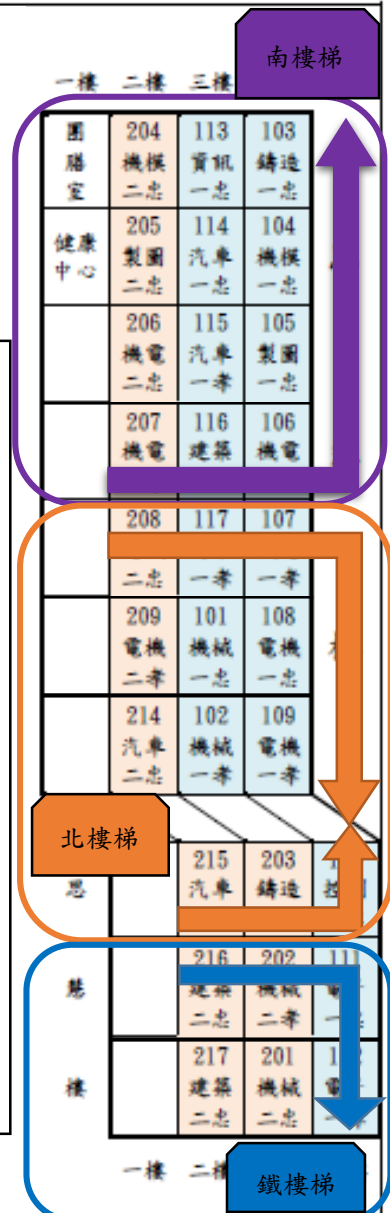 南樓梯
一樓 二樓 三樓
團膳室 204 機模 二忠 113 資訊 一忠 103 鑄造 一忠
健康中心 205 製圖 二忠 114 汽車 一忠 104 機模 一忠
206 機電 二忠 115 汽車 一孝 105 製圖 一忠
207 機電 116 建築 106 機電
208 二忠 117 一孝 107 一孝
209 電機 二孝 101 機械 一忠 108 電機 一忠
214 汽車 二忠 102 機械 一孝 109 電機 一孝
北樓梯
215 汽車 203 鑄造
思
216 建築 二忠 202 機械 二孝 111
慧
217 建築 二忠 201 機械 二忠
樓
一樓
鐵樓梯